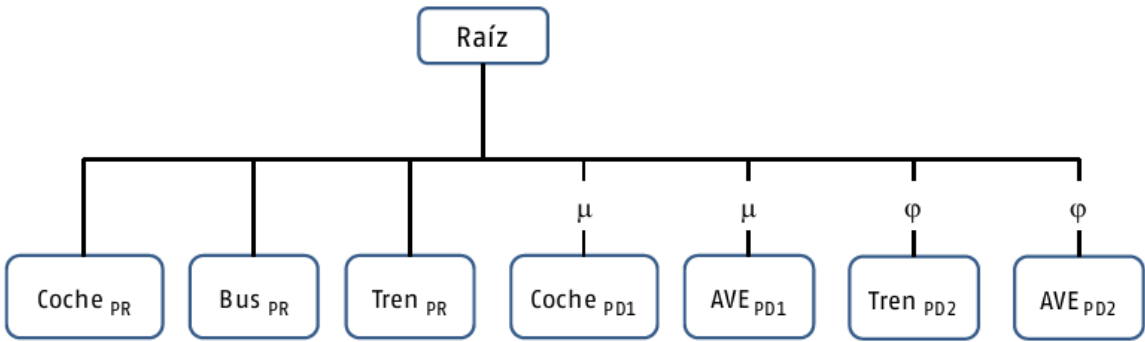 Raíz
μ μ φ φ
Coche PR Bus PR Tren PR Coche PD1 AVE PD1 Tren PD2 AVE PD2